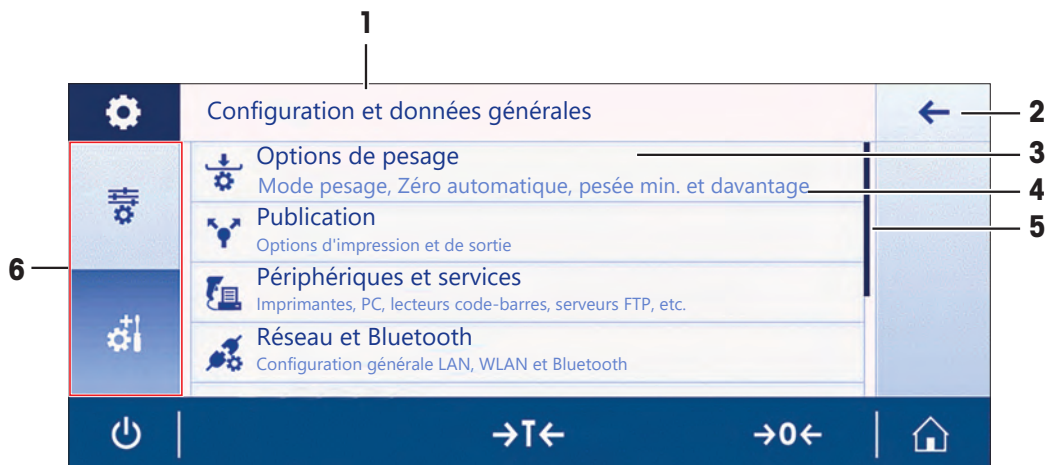 1
Configuration et données générales
2
Options de pesage
3
Mode pesage, Zéro automatique, pesée min. et davantage
4
Publication
5
Options d'impression et de sortie
6
Périphériques et services
Imprimantes, PC, lecteurs code-barres, serveurs FTP, etc.
Réseau et Bluetooth
Configuration générale LAN, WLAN et Bluetooth
→T←
→0←